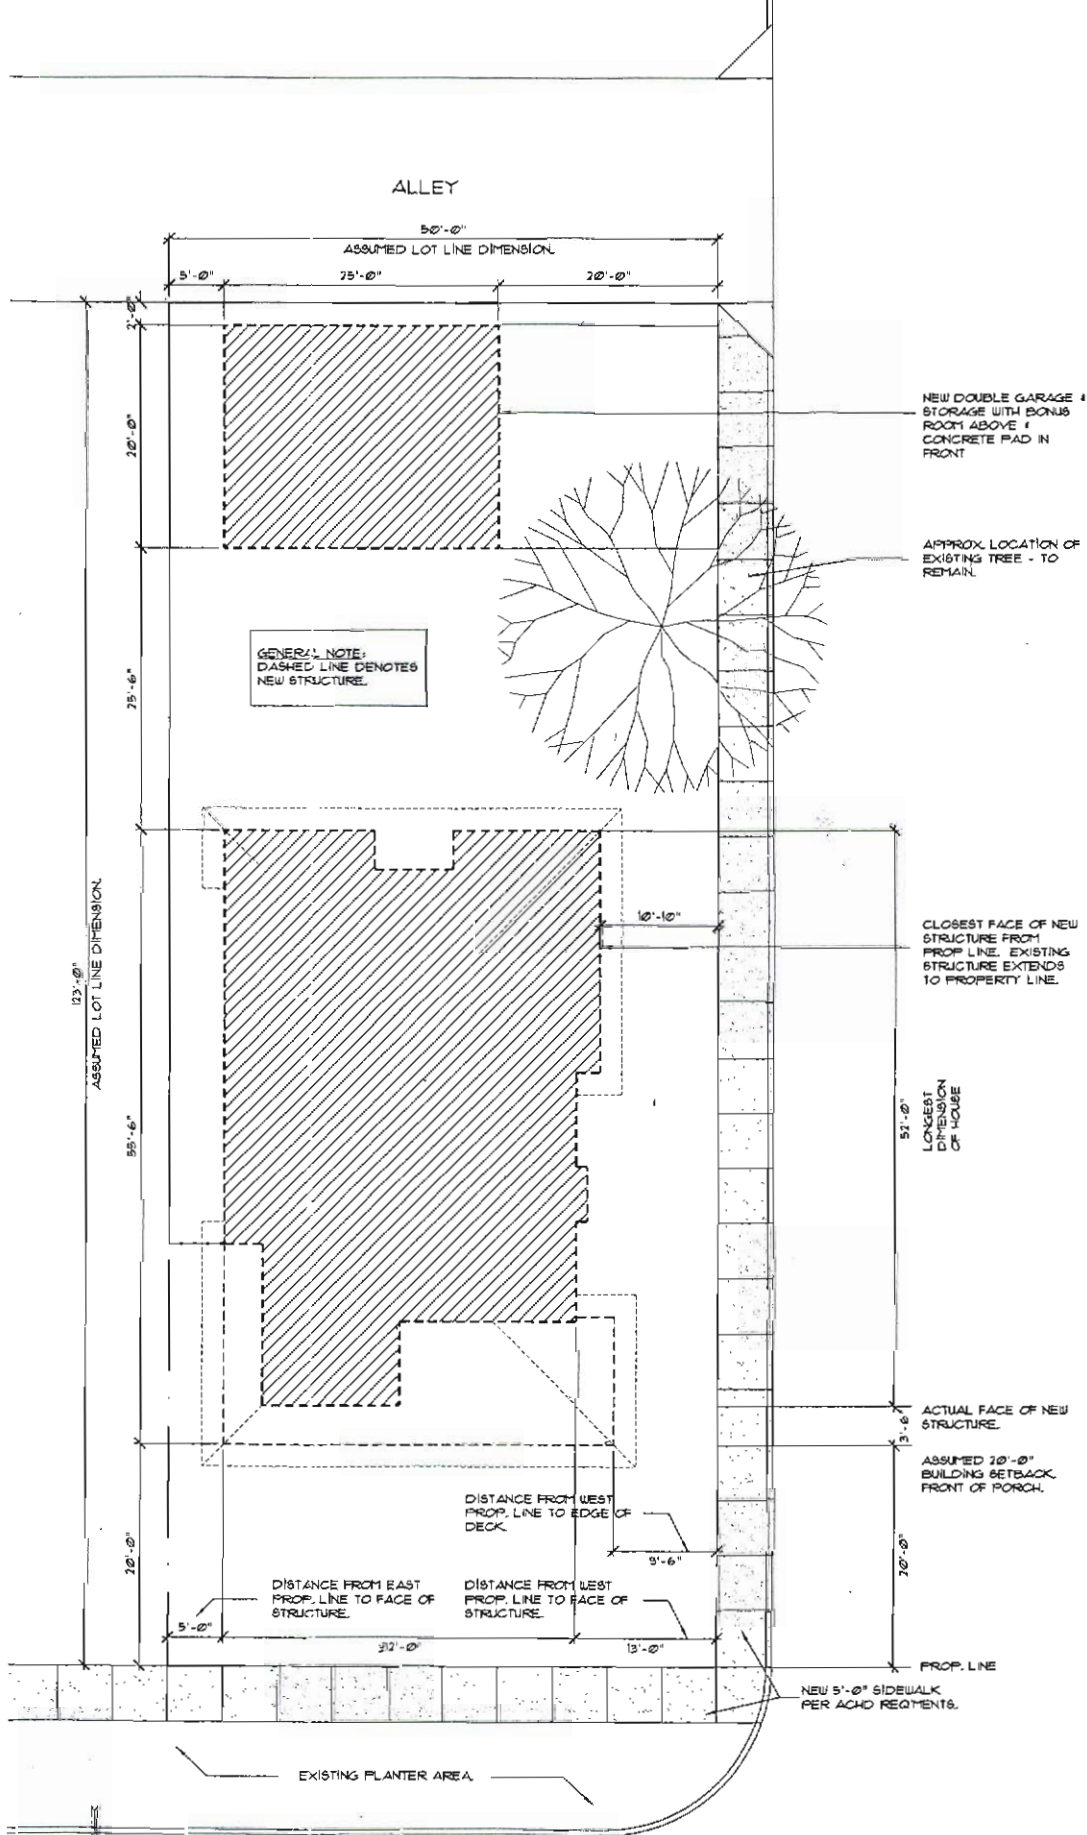 ALLEY
50'-0"
ASSUMED LOT LINE DIMENSION.
5'-0"
25'-0"
20'-0"
2'-0"
20'-0"
NEW DOUBLE GARAGE &
STORAGE WITH BONUS
ROOM ABOVE &
CONCRETE PAD IN
FRONT
APPROX. LOCATION OF
EXISTING TREE - TO
REMAIN.
GENERAL NOTE:
DASHED LINE DENOTES
NEW STRUCTURE.
25'-6"
10'-10"
CLOSEST FACE OF NEW
STRUCTURE FROM
PROP LINE. EXISTING
STRUCTURE EXTENDS
TO PROPERTY LINE.
123'-0"
ASSUMED LOT LINE DIMENSION.
55'-6"
52'-0"
LONGEST
DIMENSION
OF HOUSE
3'-6"
ACTUAL FACE OF NEW
STRUCTURE.
ASSUMED 20'-0"
BUILDING SETBACK,
FRONT OF PORCH.
DISTANCE FROM WEST
PROP. LINE TO EDGE OF
DECK.
9'-6"
20'-0"
20'-0"
DISTANCE FROM EAST
PROP. LINE TO FACE OF
STRUCTURE.
DISTANCE FROM WEST
PROP. LINE TO FACE OF
STRUCTURE.
5'-0"
32'-0"
13'-0"
PROP. LINE
NEW 5'-0" SIDEWALK
PER ACHD REQTMENTS.
EXISTING PLANTER AREA